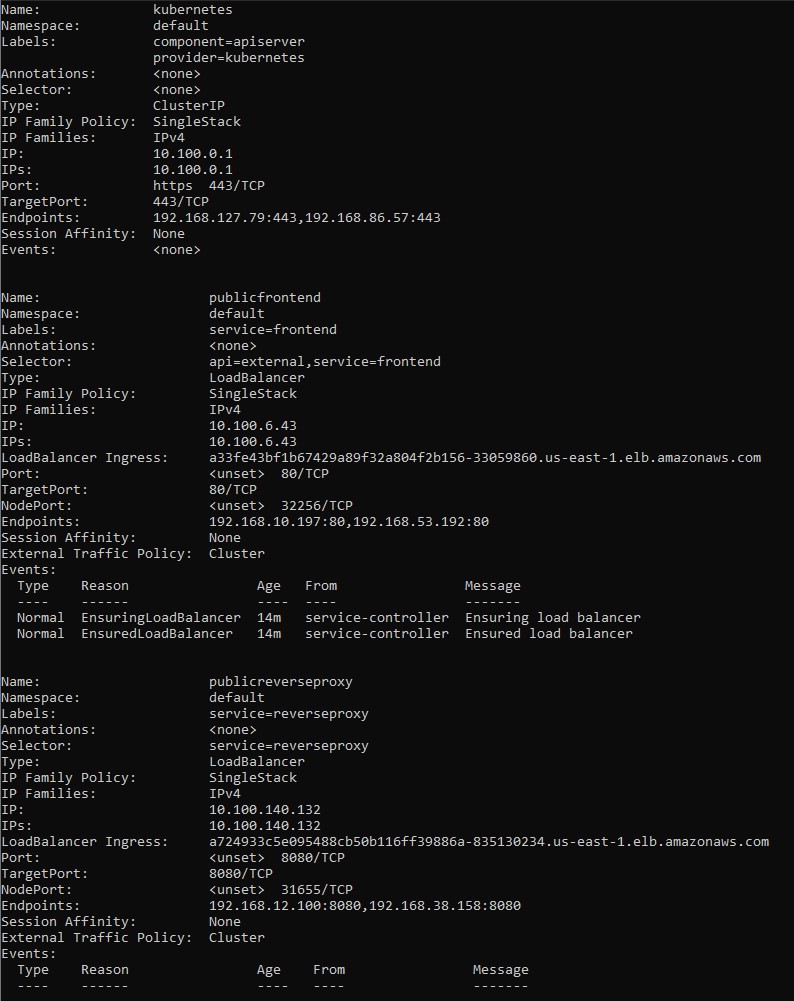 Name: kubernetes
Namespace: default
Labels: component=apiserver
provider=kubernetes
Annotations: <none>
Selector: <none>
Type: ClusterIP
IP Family Policy: SingleStack
IP Families: IPv4
IP: 10.100.0.1
IPs: 10.100.0.1
Port: https 443/TCP
TargetPort: 443/TCP
Endpoints: 192.168.127.79:443,192.168.86.57:443
Session Affinity: None
Events: <none>
Name: publicfrontend
Namespace: default
Labels: service=frontend
Annotations: <none>
Selector: api=external,service=frontend
Type: LoadBalancer
IP Family Policy: SingleStack
IP Families: IPv4
IP: 10.100.6.43
IPs: 10.100.6.43
LoadBalancer Ingress: a33fe43bf1b67429a89f32a804f2b156-33059860.us-east-1.elb.amazonaws.com
Port: <unset> 80/TCP
TargetPort: 80/TCP
NodePort: <unset> 32256/TCP
Endpoints: 192.168.10.197:80,192.168.53.192:80
Session Affinity: None
External Traffic Policy: Cluster
Events:
Type Reason Age From Message
---- ------ ---- ---- -------
Normal EnsuringLoadBalancer 14m service-controller Ensuring load balancer
Normal EnsuredLoadBalancer 14m service-controller Ensured load balancer
Name: publicreverseproxy
Namespace: default
Labels: service=reverseproxy
Annotations: <none>
Selector: service=reverseproxy
Type: LoadBalancer
IP Family Policy: SingleStack
IP Families: IPv4
IP: 10.100.140.132
IPs: 10.100.140.132
LoadBalancer Ingress: a724933c5e095488cb50b116ff39886a-835130234.us-east-1.elb.amazonaws.com
Port: <unset> 8080/TCP
TargetPort: 8080/TCP
NodePort: <unset> 31655/TCP
Endpoints: 192.168.12.100:8080,192.168.38.158:8080
Session Affinity: None
External Traffic Policy: Cluster
Events:
Type Reason Age From Message
---- ------ ---- ---- -------